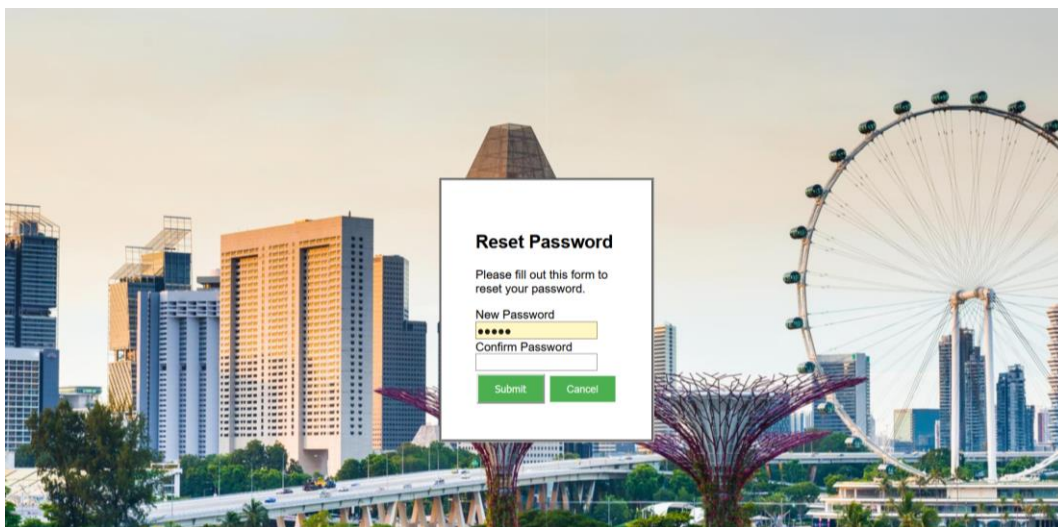 Reset Password
Please fill out this form to
reset your password.
New Password
●●●●●
Confirm Password
Submit
Cancel